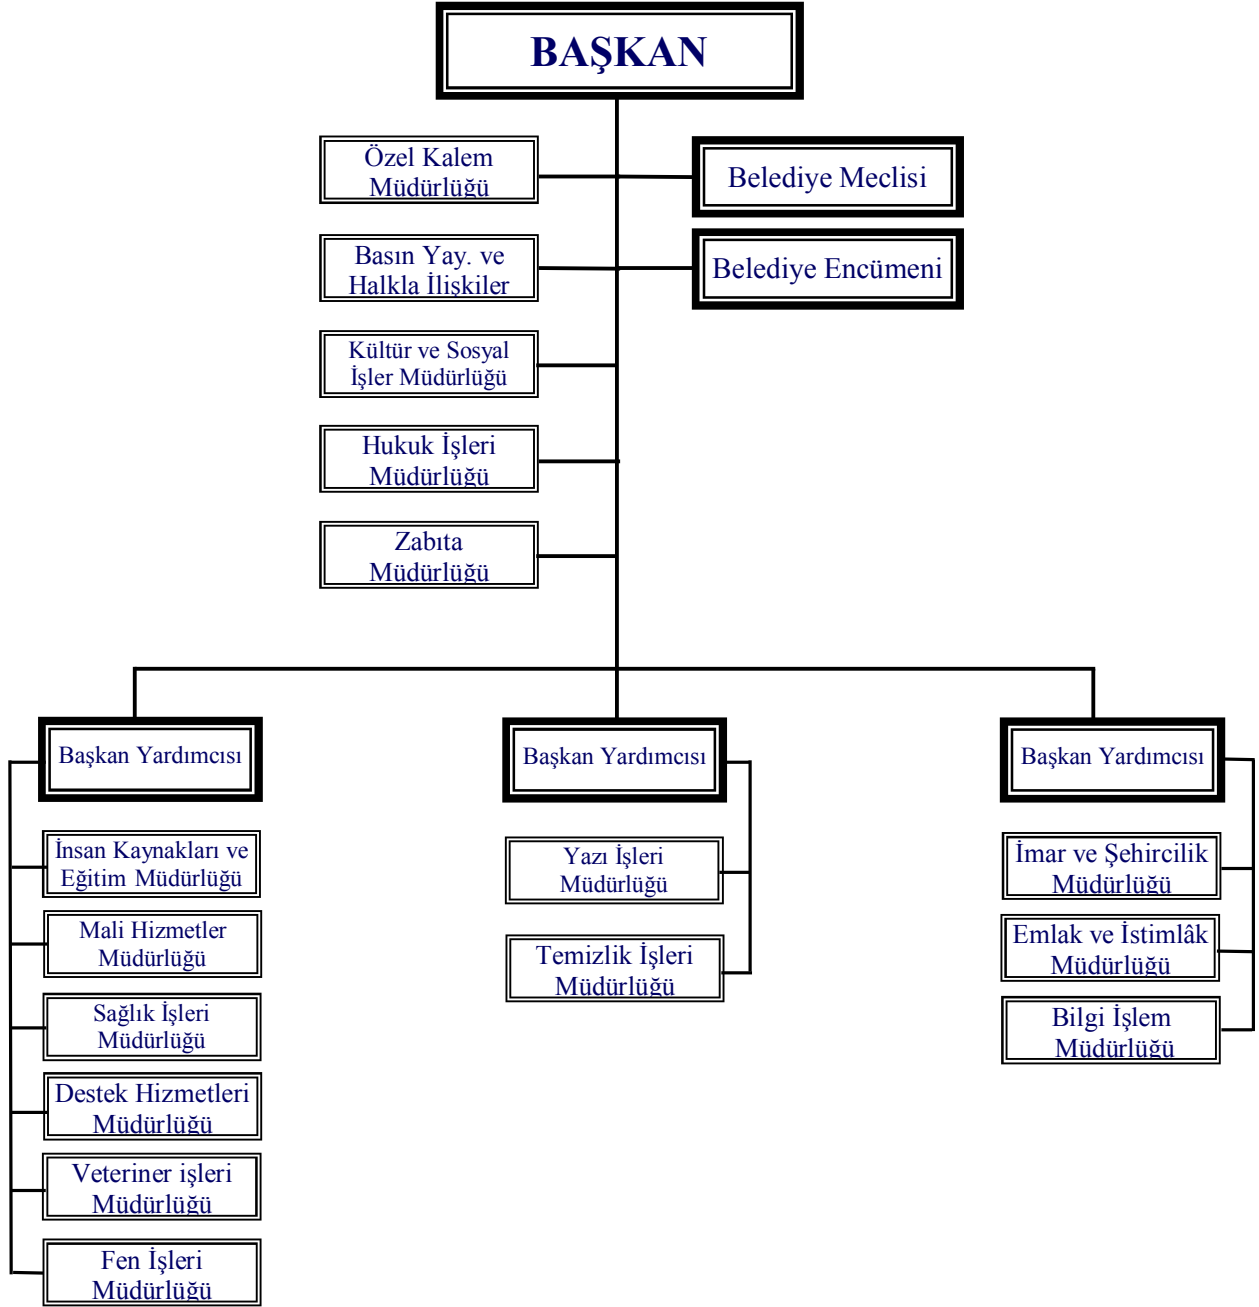 BAŞKAN
Özel Kalem
Müdürlüğü
Belediye Meclisi
Basın Yay. ve
Halkla İlişkiler
Belediye Encümeni
Kültür ve Sosyal
İşler Müdürlüğü
Hukuk İşleri
Müdürlüğü
Zabıta
Müdürlüğü
Başkan Yardımcısı
İnsan Kaynakları ve
Eğitim Müdürlüğü
Mali Hizmetler
Müdürlüğü
Sağlık İşleri
Müdürlüğü
Destek Hizmetleri
Müdürlüğü
Veteriner işleri
Müdürlüğü
Fen İşleri
Müdürlüğü
Başkan Yardımcısı
Yazı İşleri
Müdürlüğü
Temizlik İşleri
Müdürlüğü
Başkan Yardımcısı
İmar ve Şehircilik
Müdürlüğü
Emlak ve İstimlâk
Müdürlüğü
Bilgi İşlem
Müdürlüğü